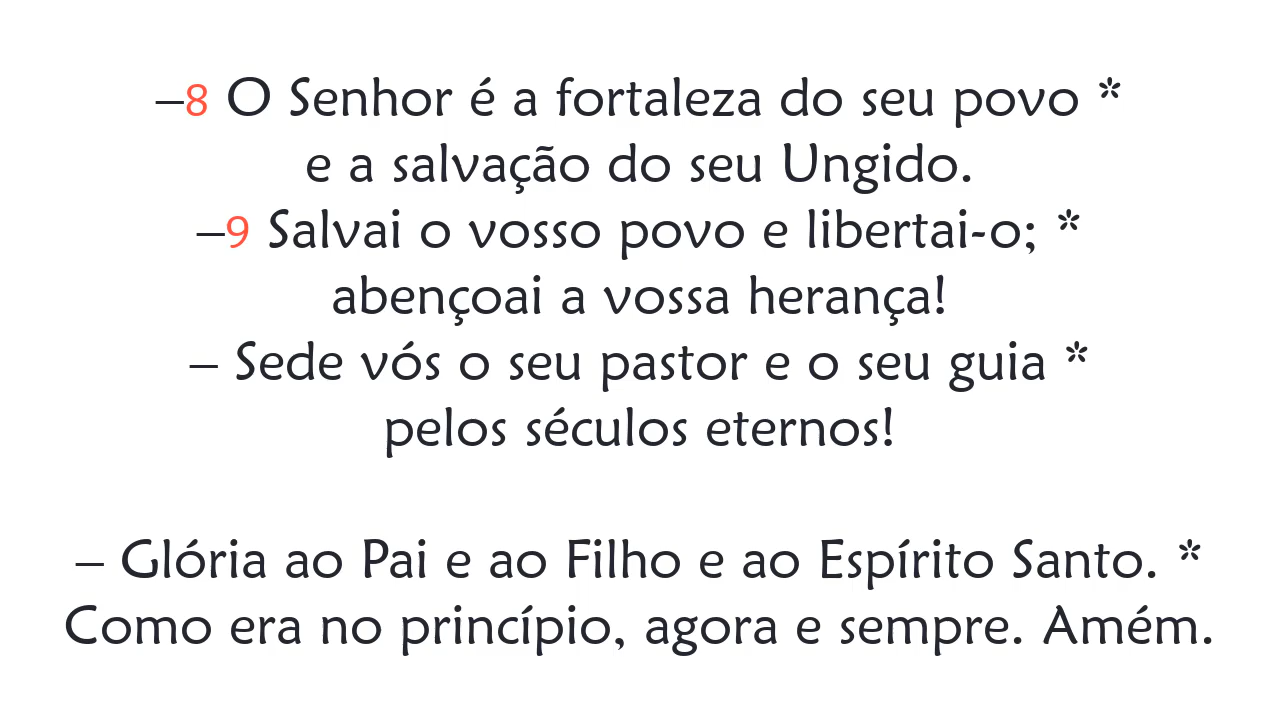 –8 O Senhor é a fortaleza do seu povo *
e a salvação do seu Ungido.
–9 Salvai o vosso povo e libertai-o; *
abençoai a vossa herança!
– Sede vós o seu pastor e o seu guia *
pelos séculos eternos!
– Glória ao Pai e ao Filho e ao Espírito Santo. *
Como era no princípio, agora e sempre. Amém.